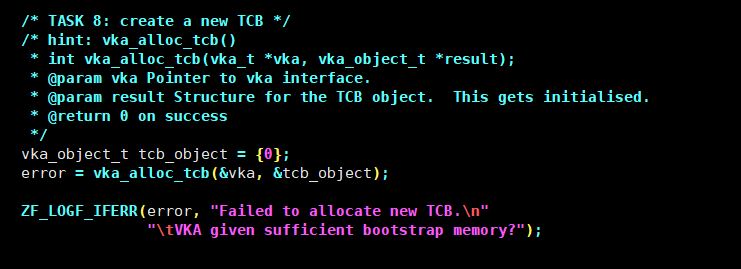 /* TASK 8: create a new TCB */
/* hint: vka_alloc_tcb()
 * int vka_alloc_tcb(vka_t *vka, vka_object_t *result);
 * @param vka Pointer to vka interface.
 * @param result Structure for the TCB object.  This gets initialised.
 * @return 0 on success
 */
vka_object_t tcb_object = {0};
error = vka_alloc_tcb(&vka, &tcb_object);
ZF_LOGF_IFERR(error, "Failed to allocate new TCB.\n"
"\tVKA given sufficient bootstrap memory?");